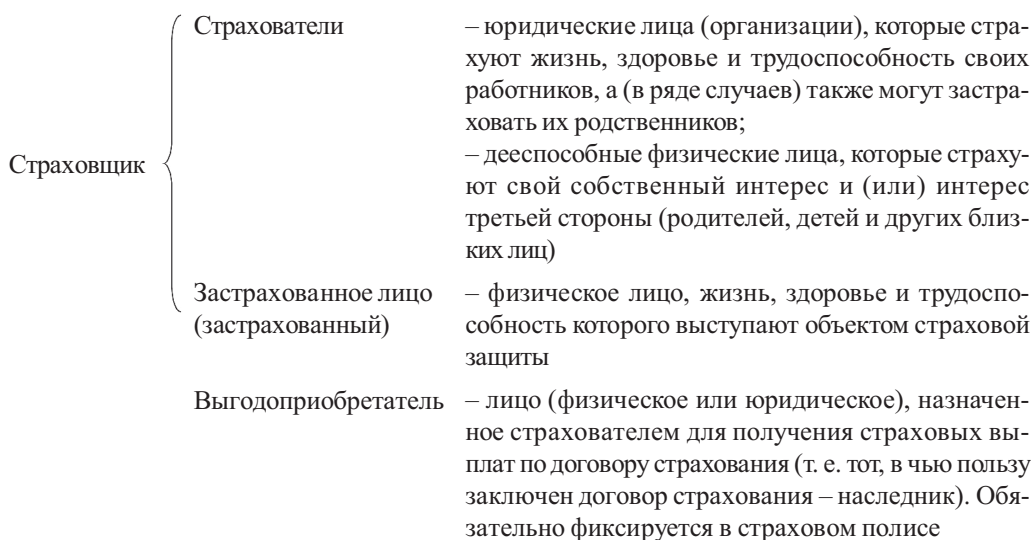 Страхователи – юридические лица (организации), которые стра-
хуют жизнь, здоровье и трудоспособность своих
работников, а (в ряде случаев) также могут застра-
ховать их родственников;
Страховщик
– дееспособные физические лица, которые страху-
ют свой собственный интерес и (или) интерес
третьей стороны (родителей, детей и других близ-
ких лиц)
Застрахованное лицо – физическое лицо, жизнь, здоровье и трудоспо-
(застрахованный) собность которого выступают объектом страховой
защиты
Выгодоприобретатель – лицо (физическое или юридическое), назначен-
ное страхователем для получения страховых вы-
плат по договору страхования (т. е. тот, в чью пользу
заключен договор страхования – наследник). Обя-
зательно фиксируется в страховом полисе